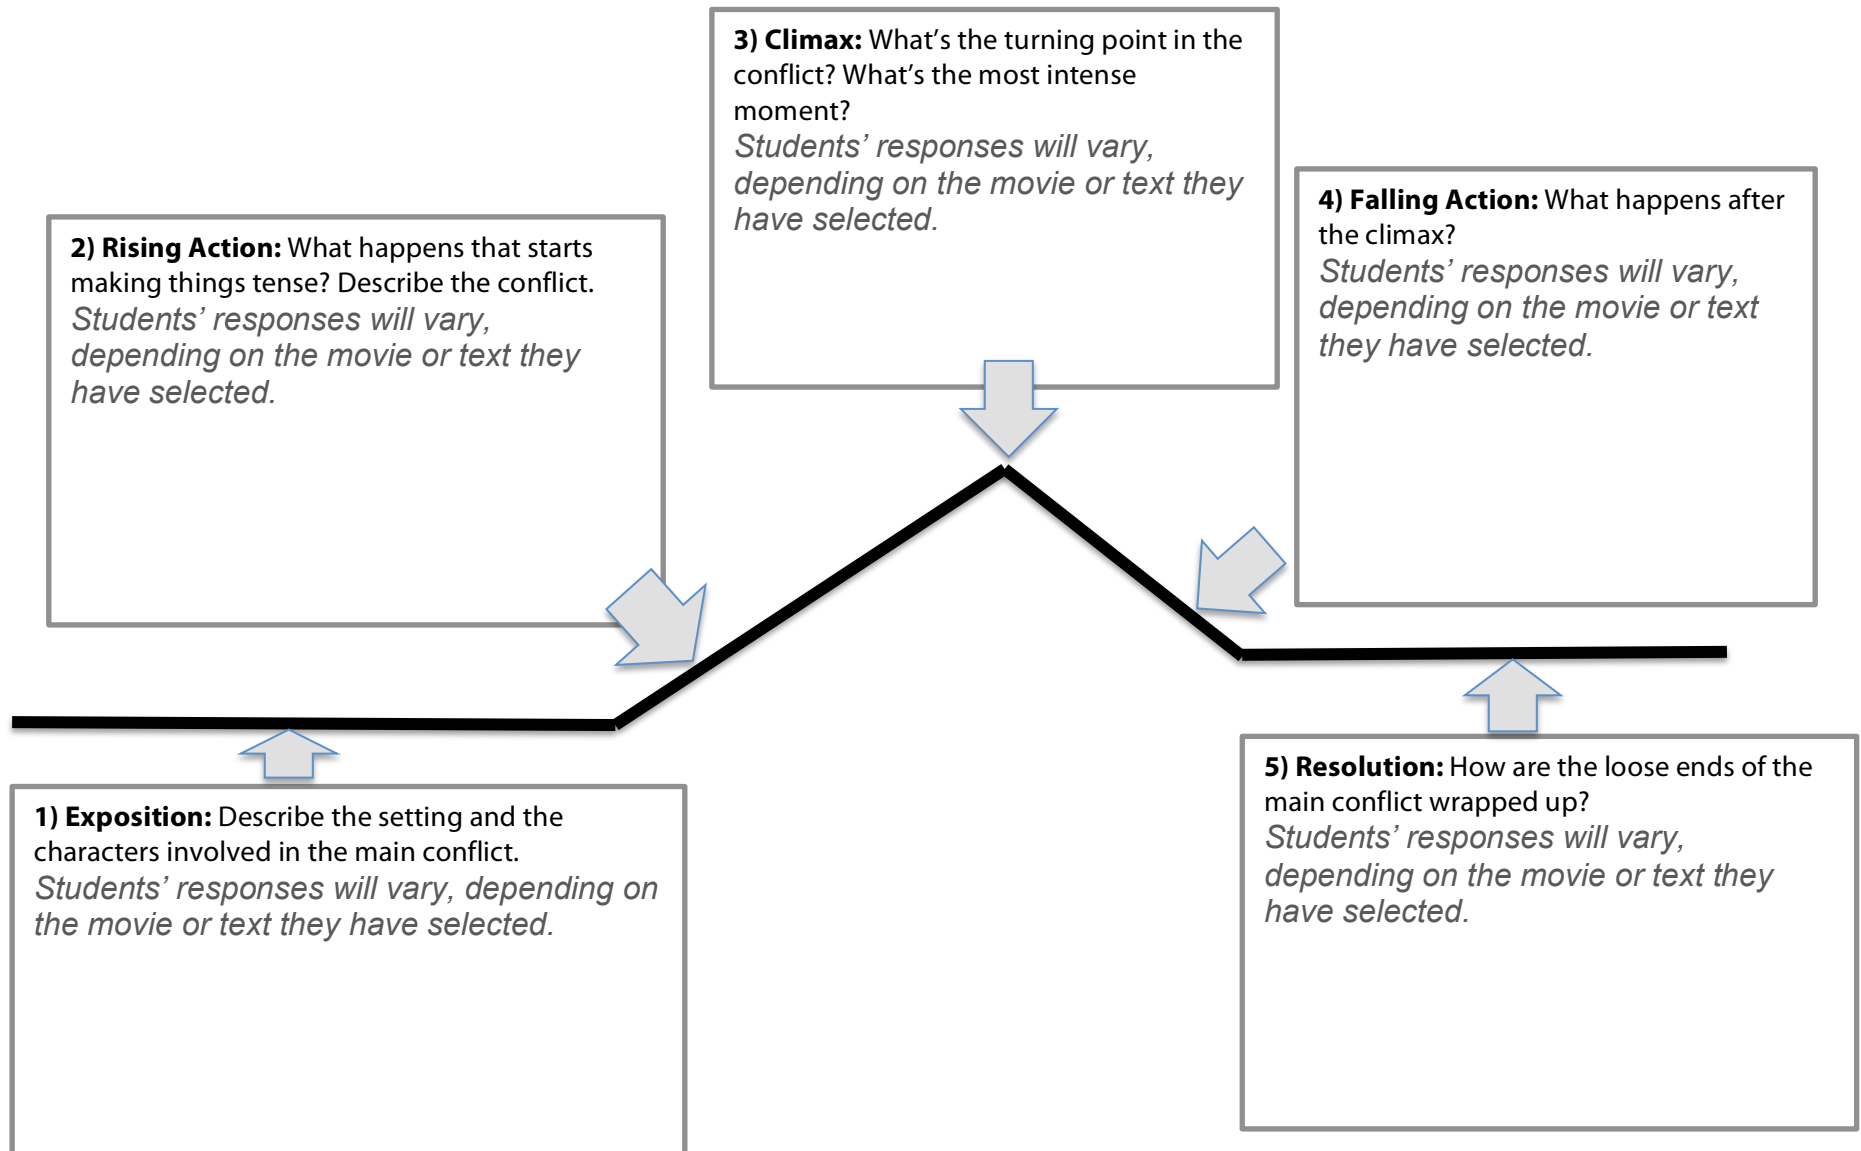 3) Climax: What's the turning point in the
conflict? What's the most intense
moment?
Students' responses will vary,
depending on the movie or text they
have selected.
4) Falling Action: What happens after
the climax?
Students' responses will vary,
depending on the movie or text
they have selected.
2) Rising Action: What happens that starts
making things tense? Describe the conflict.
Students' responses will vary,
depending on the movie or text they
have selected.
1) Exposition: Describe the setting and the
characters involved in the main conflict.
Students' responses will vary, depending on
the movie or text they have selected.
5) Resolution: How are the loose ends of the
main conflict wrapped up?
Students' responses will vary,
depending on the movie or text they
have selected.